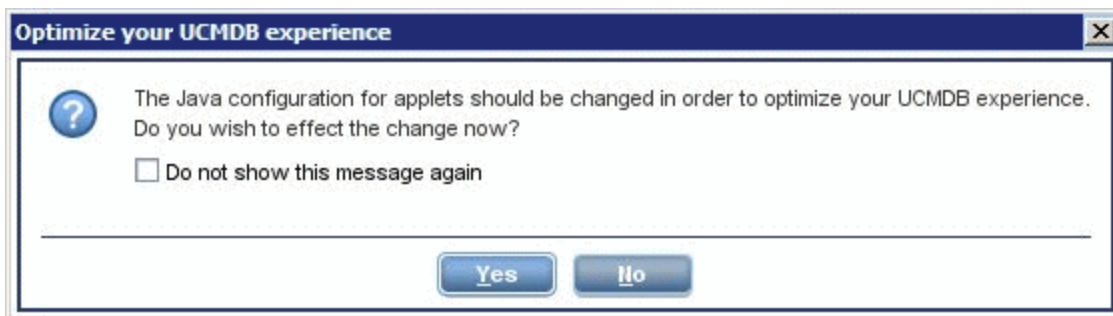 Optimize your UCMDB experience
The Java configuration for applets should be changed in order to optimize your UCMDB experience.
Do you wish to effect the change now?
Do not show this message again
Yes No